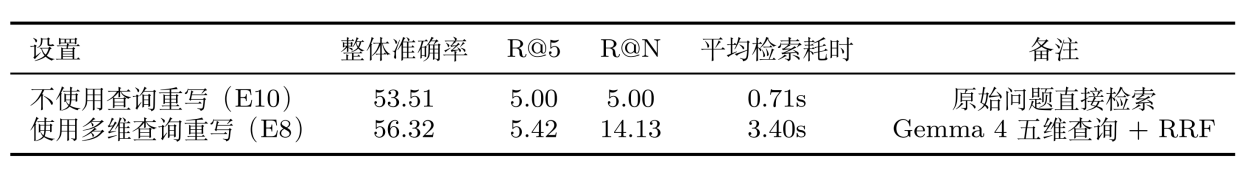 设置 整体准确率 R@5 R@N 平均检索耗时 备注
不使用查询重写（E10） 53.51 5.00 5.00 0.71s 原始问题直接检索
使用多维查询重写（E8） 56.32 5.42 14.13 3.40s Gemma 4 五维查询 + RRF